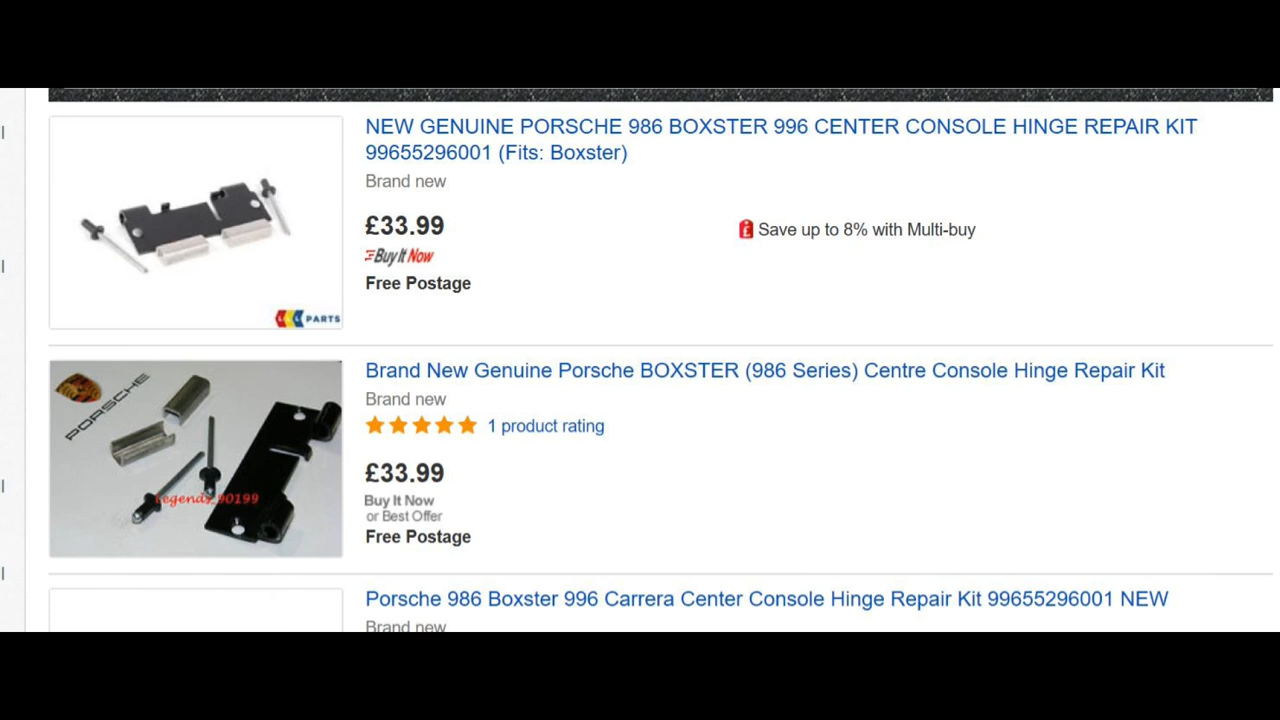 NEW GENUINE PORSCHE 986 BOXSTER 996 CENTER CONSOLE HINGE REPAIR KIT
99655296001 (Fits: Boxster)
Brand new
£33.99
Save up to 8% with Multi-buy
Buy It Now
Free Postage
PARTS
Brand New Genuine Porsche BOXSTER (986 Series) Centre Console Hinge Repair Kit
Brand new
1 product rating
PORSCHE
£33.99
Legends_90199
Buy It Now
or Best Offer
Free Postage
Porsche 986 Boxster 996 Carrera Center Console Hinge Repair Kit 99655296001 NEW
Brand new